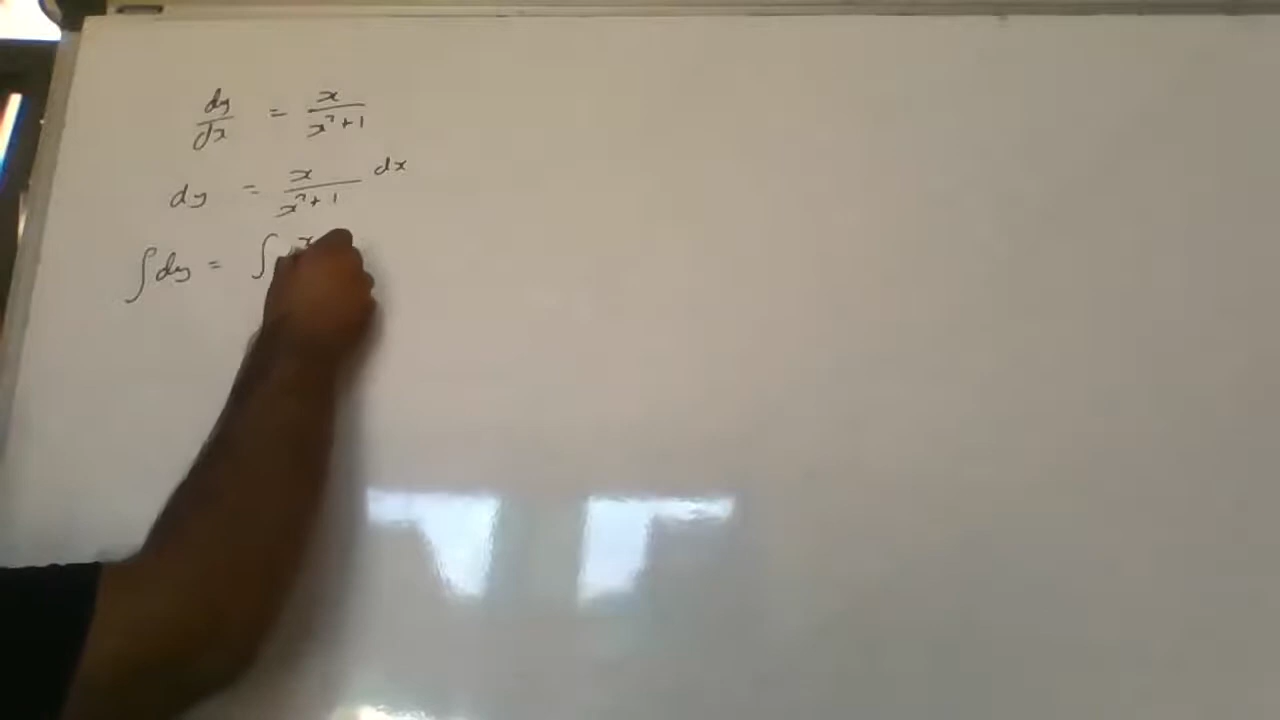 dy/dx = x/(x²+1)
dy = x/(x²+1) dx
∫dy = ∫ x